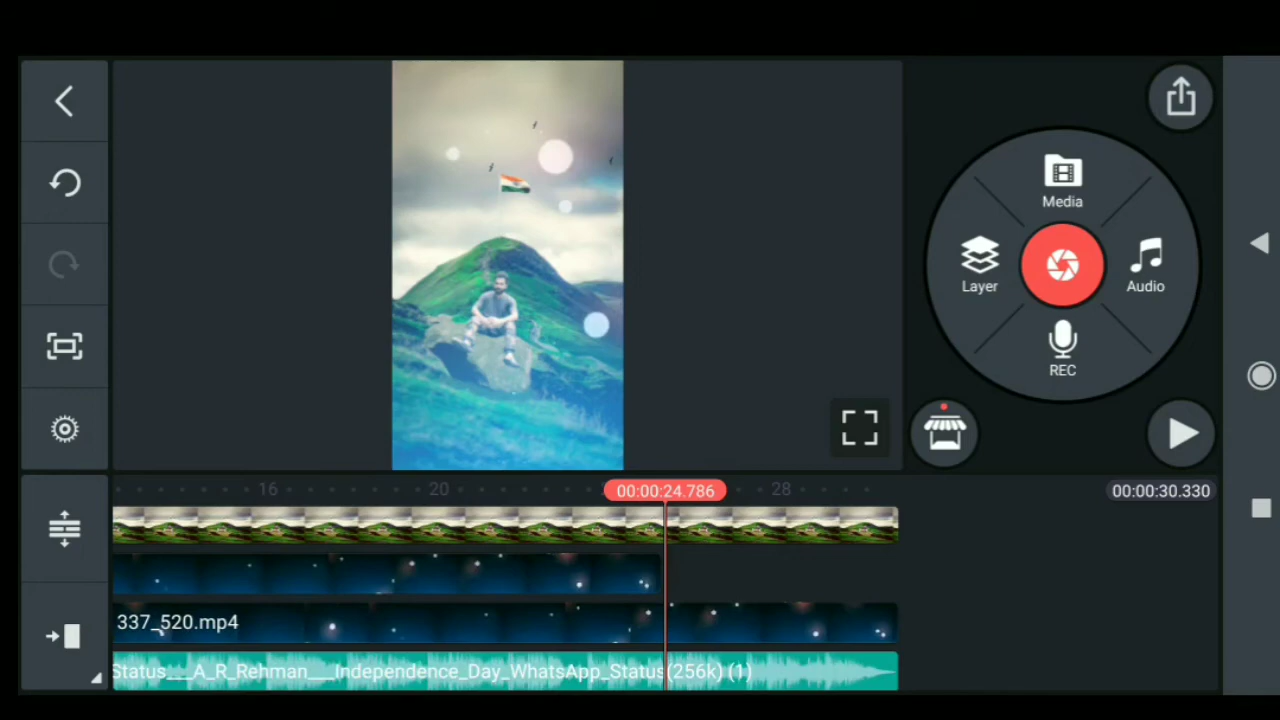 Media
Layer
Audio
REC
16
20
00:00:24.786
28
00:00:30.330
337_520.mp4
Status___A_R_Rehman___Independence_Day_WhatsApp_Status(256k) (1)